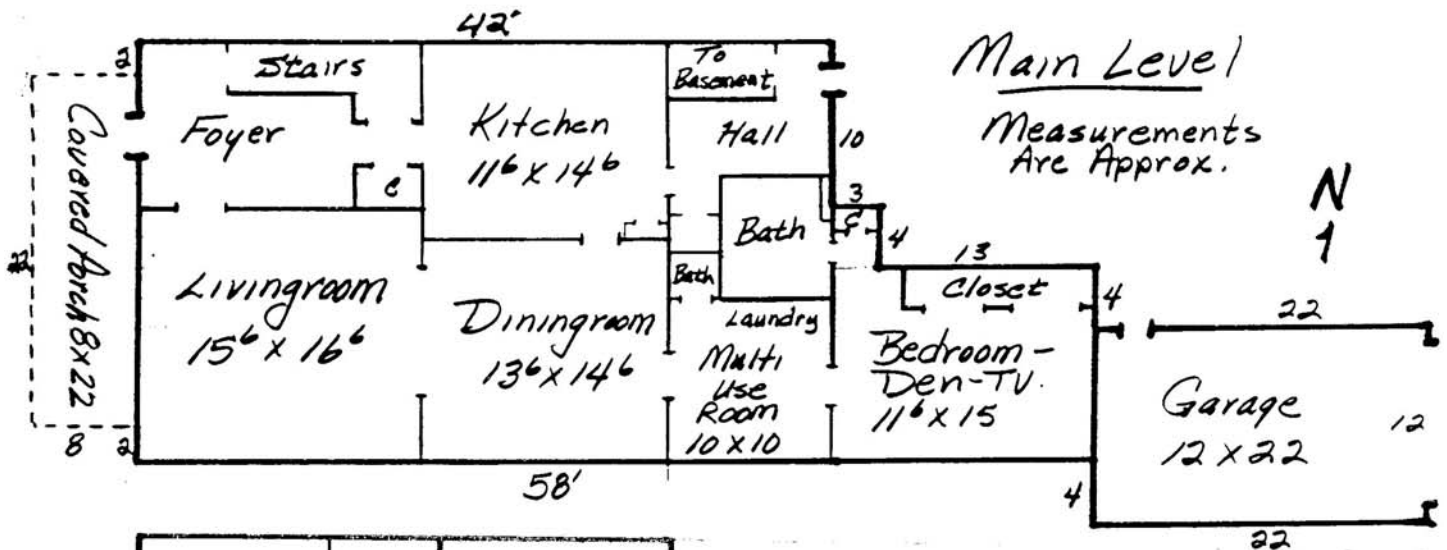 42'
Main Level
Measurements
Are Approx.
N
2
Stairs
To
Basement
Foyer
Kitchen
11⁶ X 14⁶
Hall
10
c
3
c
4
Bath
Bath
13
Closet
4
22
Covared Porch 8x22
22
Livingroom
15⁶ x 16⁶
Diningroom
13⁶ X 14⁶
Laundry
Multi
Use
Room
10 X 10
Bedroom-
Den-TV.
11⁶ X 15
Garage
12 X 22
12
8
2
58'
4
22